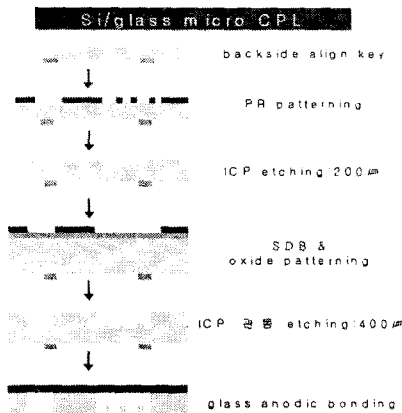 Si/glass micro CPL
backside align key
PR patterning
ICP etching:200㎛
SDB &
oxide patterning
ICP 관통 etching:400㎛
glass anodic bonding